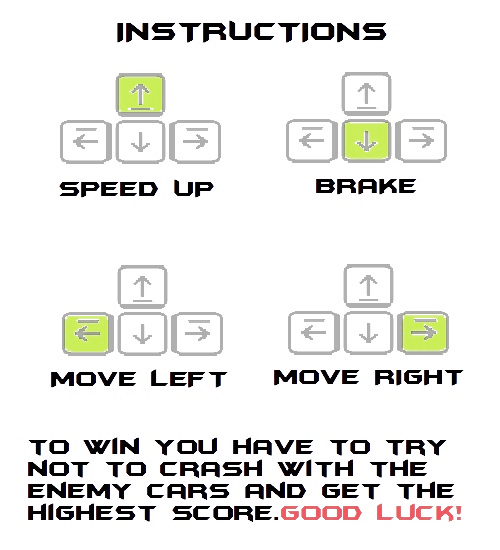 INSTRUCTIONS
SPEED UP
BRAKE
MOVE LEFT
MOVE RIGHT
TO WIN YOU HAVE TO TRY
NOT TO CRASH WITH THE
ENEMY CARS AND GET THE
HIGHEST SCORE.GOOD LUCK!